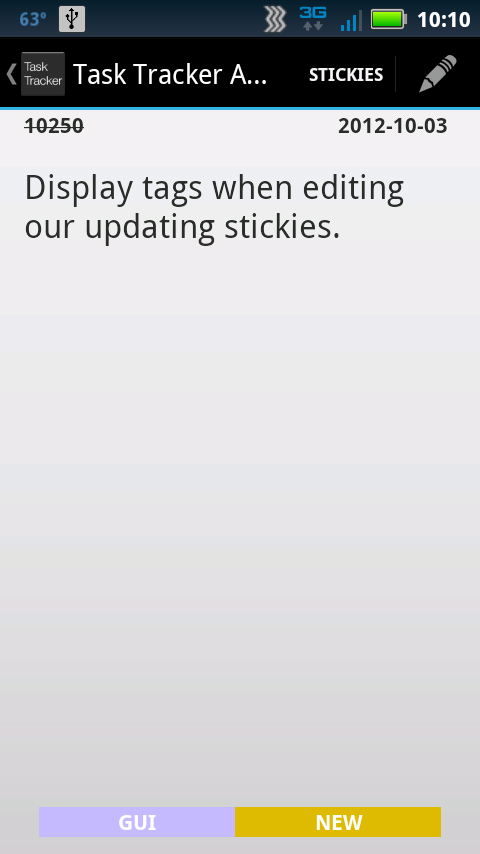 63° 3G 10:10
Task
Tracker
Task Tracker A... STICKIES
10250 2012-10-03
Display tags when editing
our updating stickies.
GUI NEW